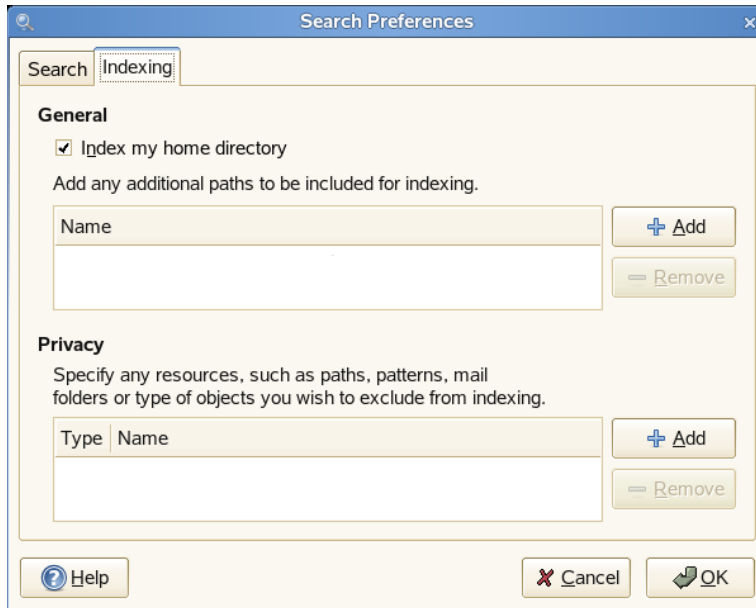 Search Preferences
Search
Indexing
General
Index my home directory
Add any additional paths to be included for indexing.
Name
Add
Remove
Privacy
Specify any resources, such as paths, patterns, mail
folders or type of objects you wish to exclude from indexing.
Type Name
Add
Remove
Help
Cancel
OK